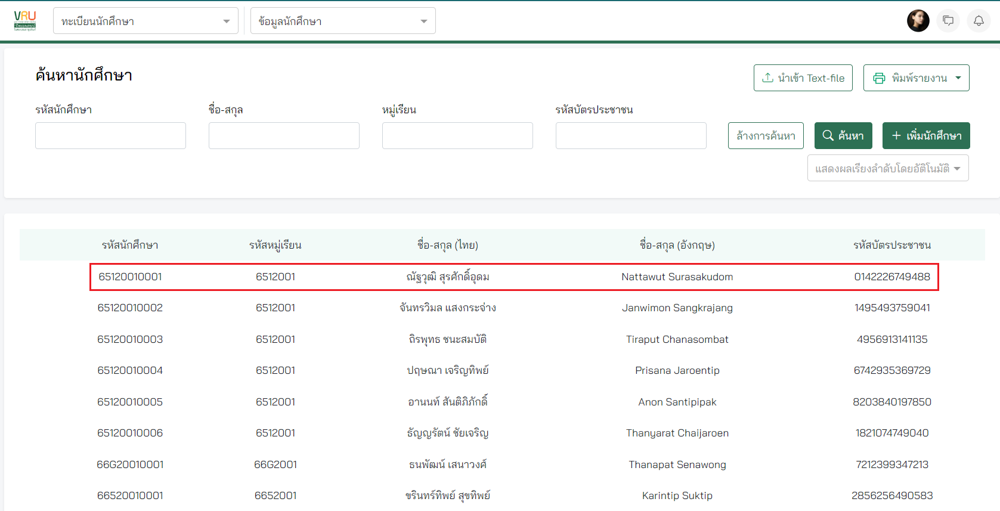 VRU
ทะเบียนนักศึกษา
ข้อมูลนักศึกษา
ค้นหานักศึกษา
นำเข้า Text-file
พิมพ์รายงาน
รหัสนักศึกษา ชื่อ-สกุล หมู่เรียน รหัสบัตรประชาชน
ล้างการค้นหา ค้นหา + เพิ่มนักศึกษา
แสดงผลเรียงลำดับโดยอัติโนมัติ
รหัสนักศึกษา รหัสหมู่เรียน ชื่อ-สกุล (ไทย) ชื่อ-สกุล (อังกฤษ) รหัสบัตรประชาชน
65120010001 6512001 ณัฐวุฒิ สุรศักดิ์อุดม Nattawut Surasakudom 0142226749488
65120010002 6512001 จันทรวิมล แสงกระจ่าง Janwimon Sangkrajang 1495493759041
65120010003 6512001 ถิรพุทธ ชนะสมบัติ Tiraput Chanasombat 4956913141135
65120010004 6512001 ปฤษณา เจริญทิพย์ Prisana Jaroentip 6742935369729
65120010005 6512001 อานนท์ สันติภิภักดิ์ Anon Santipipak 8203840197850
65120010006 6512001 ธัญญรัตน์ ชัยเจริญ Thanyarat Chaijaroen 1821074749040
66G20010001 66G2001 ธนพัฒน์ เสนาวงศ์ Thanapat Senawong 7212399347213
66520010001 6652001 ขรินทร์ทิพย์ สุขทิพย์ Karintip Suktip 2856256490583